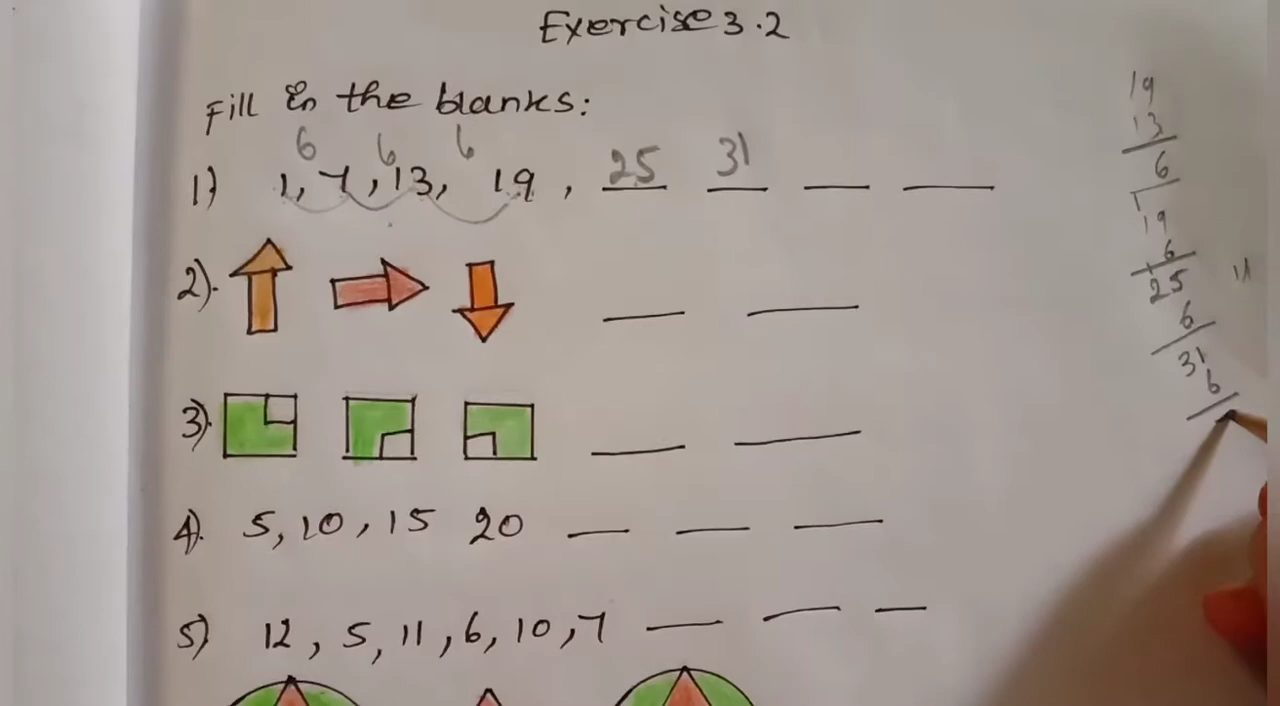 Exercise 3.2
Fill in the blanks:
6 6 6
1) 1, 7, 13, 19, 25 31
2).
3).
4). 5, 10, 15 20
5) 12, 5, 11, 6, 10, 7
19
13
6
19
6
25
6
31
6